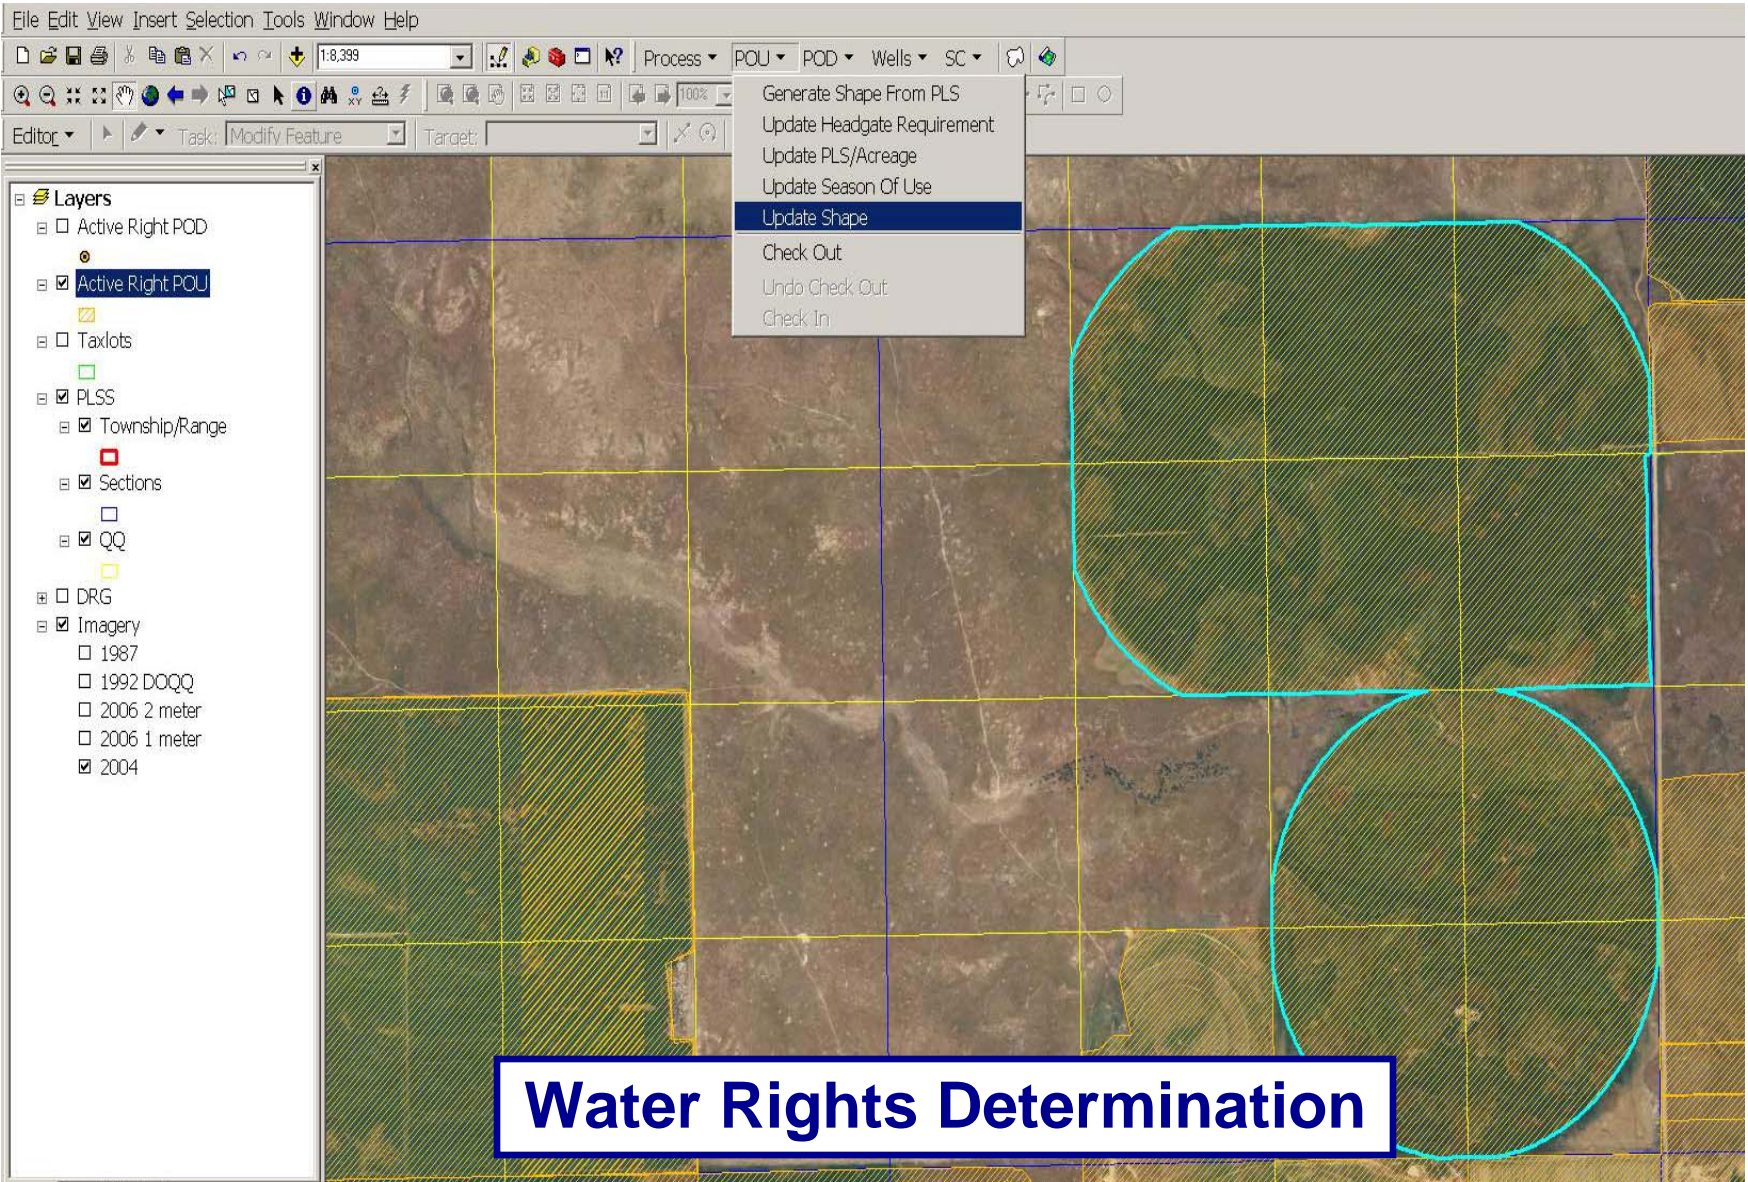 File Edit View Insert Selection Tools Window Help
1:8,399 Process POU POD Wells SC
100%
Editor Task: Modify Feature Target:
Generate Shape From PLS
Update Headgate Requirement
Update PLS/Acreage
Update Season Of Use
Update Shape
Check Out
Undo Check Out
Check In
Layers
Active Right POD
Active Right POU
Taxlots
PLSS
Township/Range
Sections
QQ
DRG
Imagery
1987
1992 DOQQ
2006 2 meter
2006 1 meter
2004
Water Rights Determination